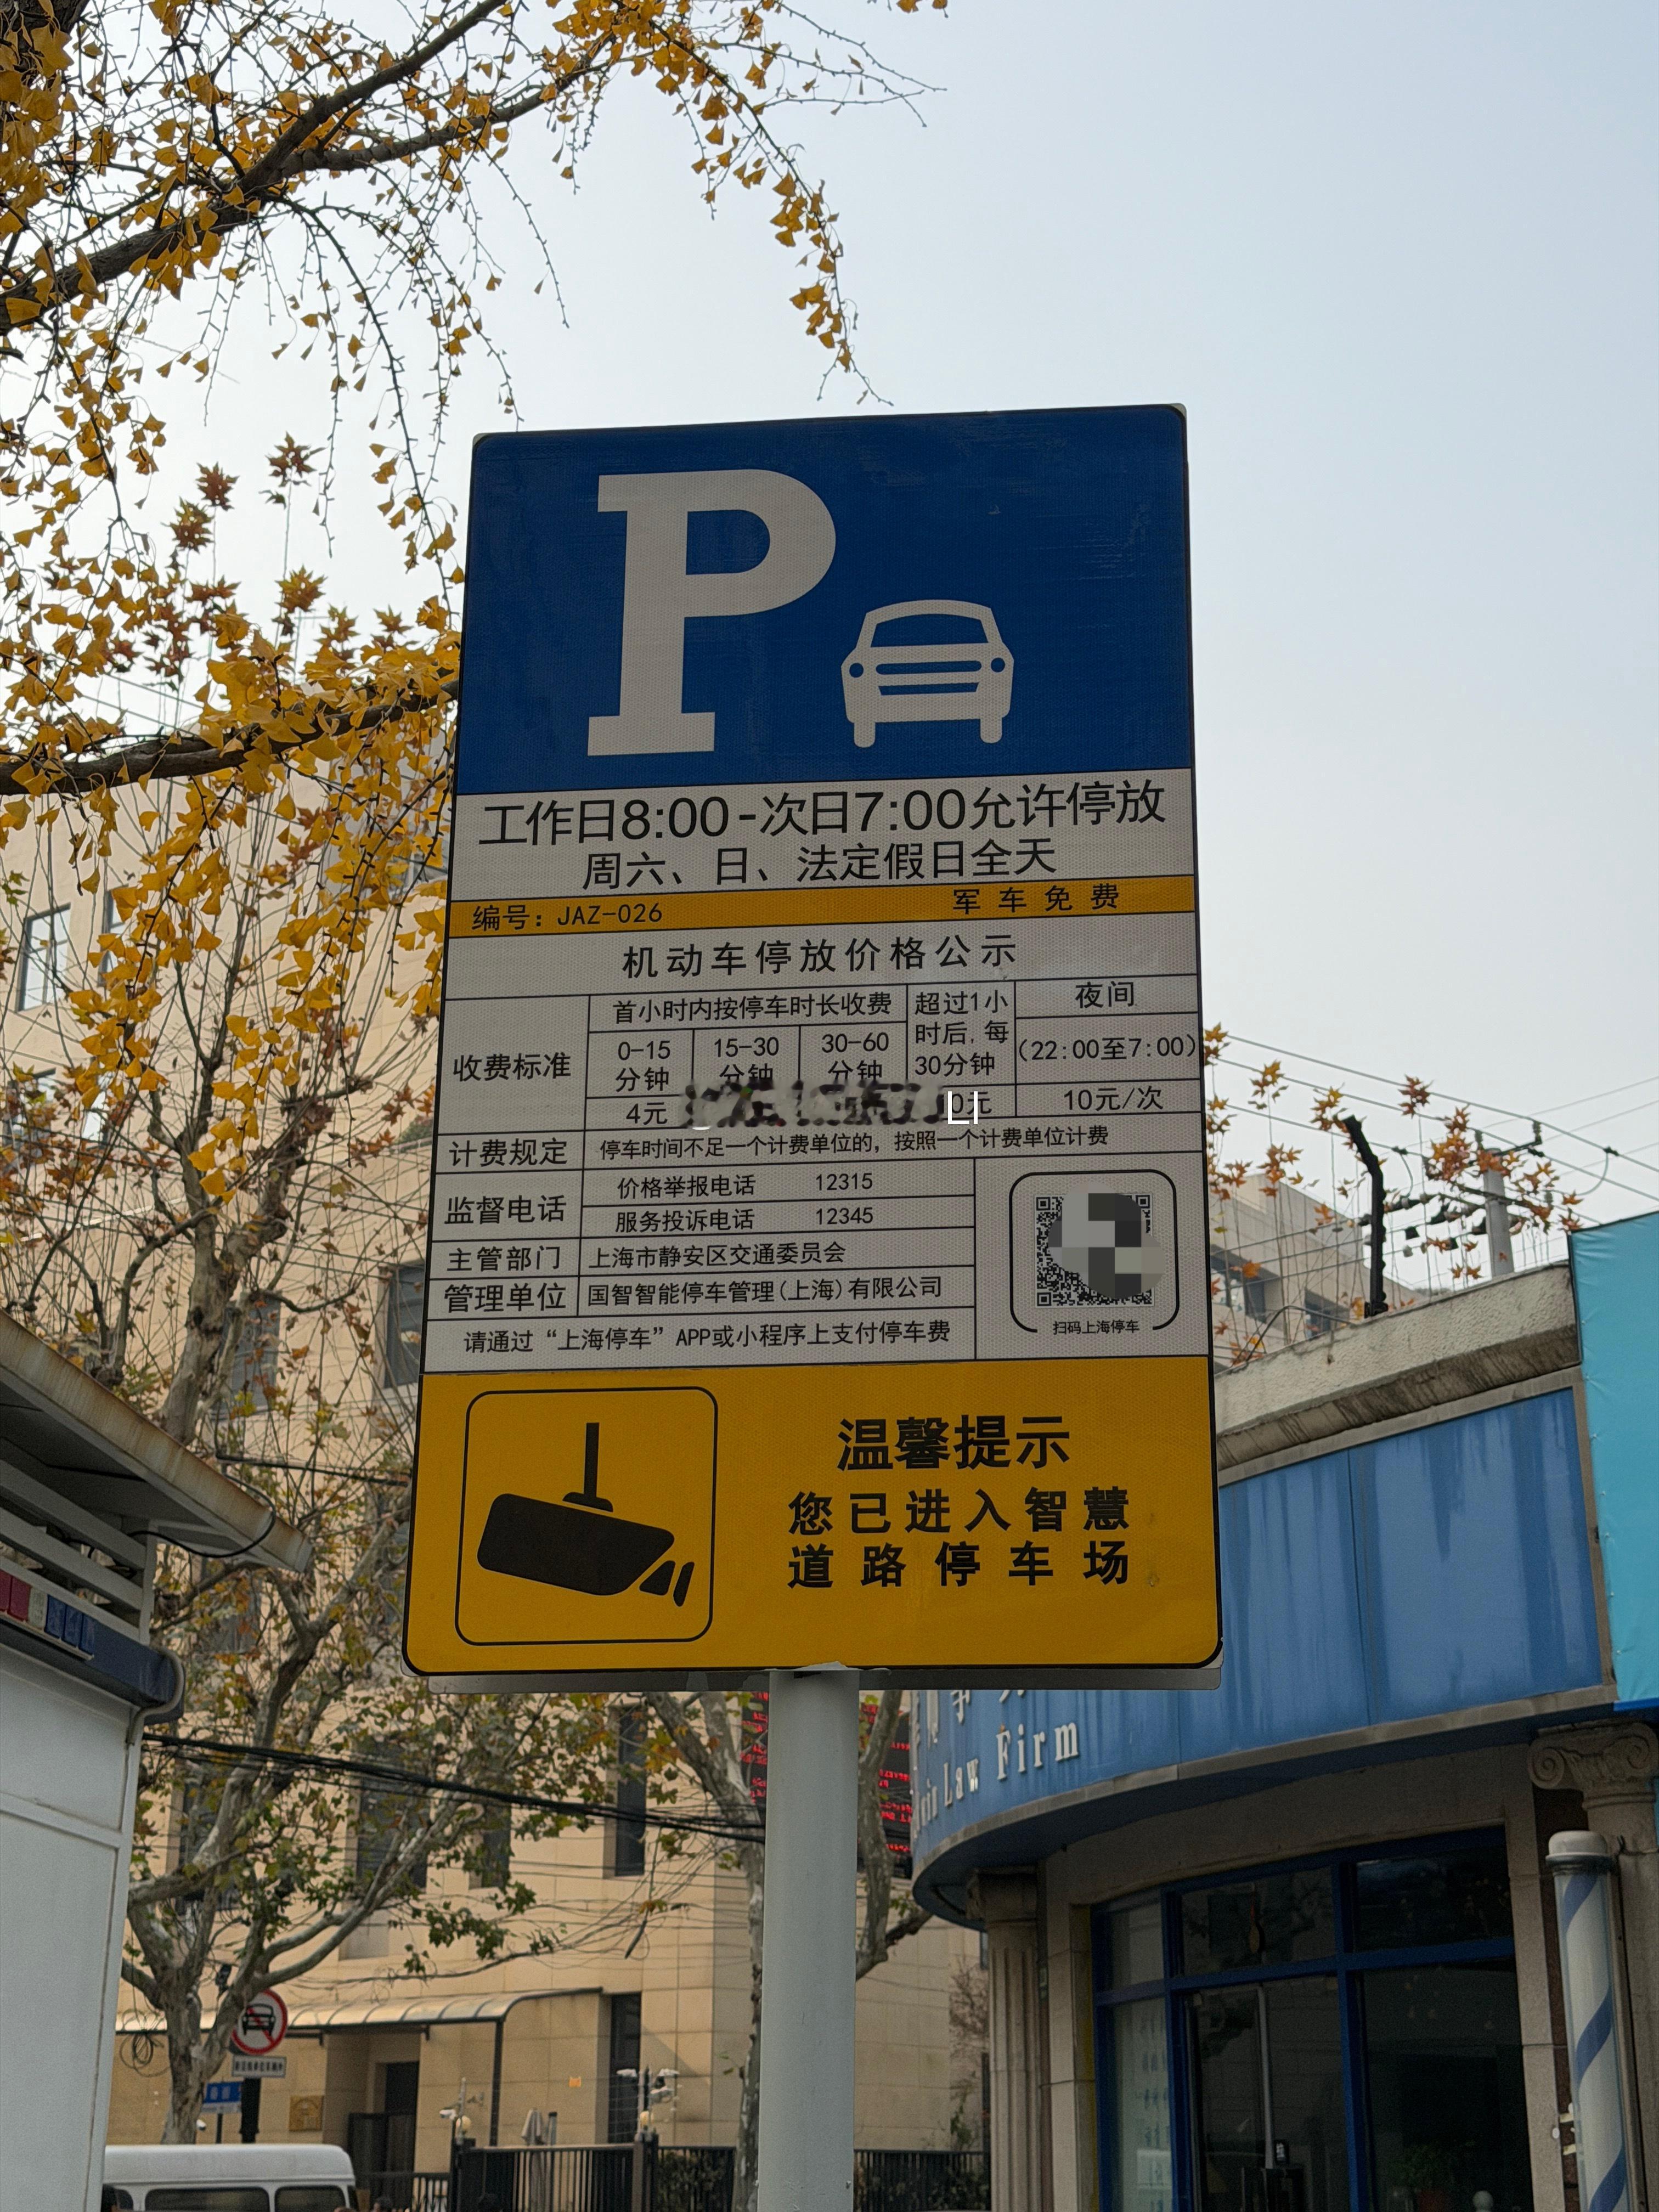 P
工作日8:00-次日7:00允许停放
周六、日、法定假日全天
编号：JAZ-026 军车免费
机动车停放价格公示
收费标准
首小时内按停车时长收费
0-15分钟
15-30分钟
30-60分钟
超过1小时后，每30分钟
夜间
(22:00至7:00)
4元
10元/次
计费规定 停车时间不足一个计费单位的，按照一个计费单位计费
监督电话
价格举报电话 12315
服务投诉电话 12345
主管部门 上海市静安区交通委员会
管理单位 国智智能停车管理(上海)有限公司
请通过“上海停车”APP或小程序上支付停车费
扫码上海停车
温馨提示
您已进入智慧
道路停车场
Law Firm